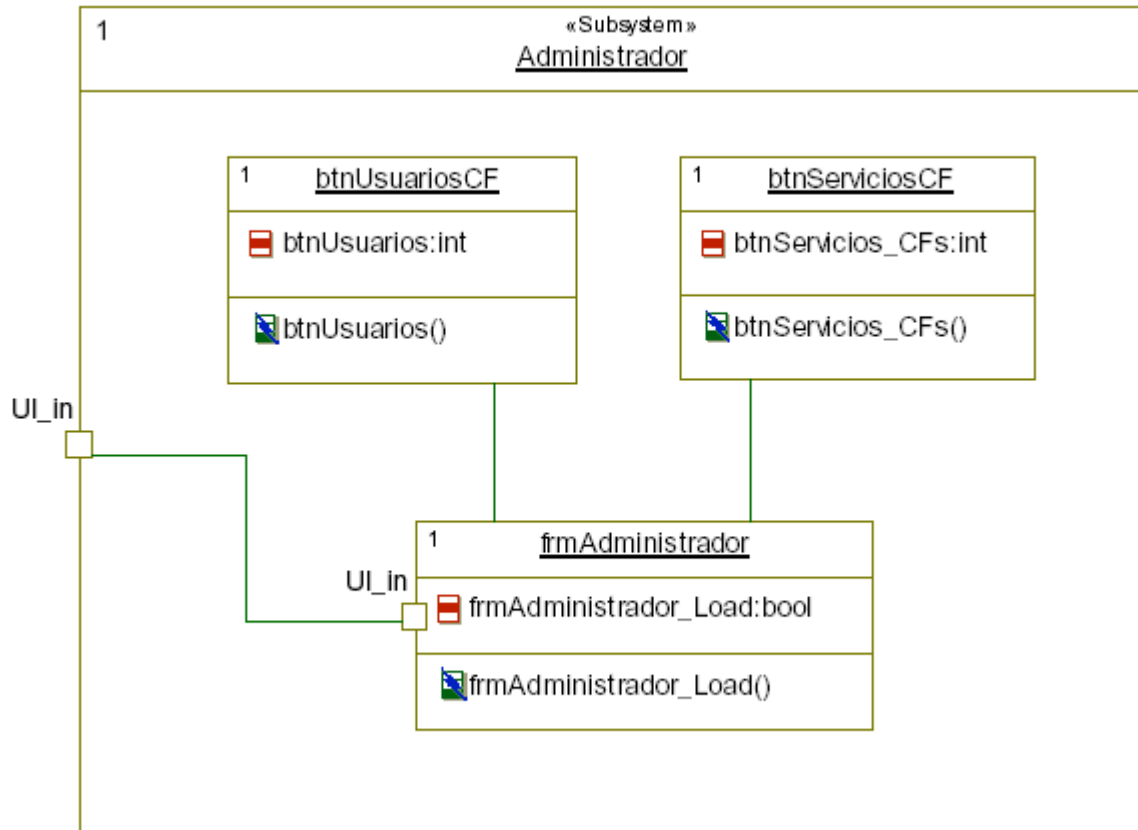 1
«Subsystem»
Administrador
1
btnUsuariosCF
btnUsuarios:int
btnUsuarios()
1
btnServiciosCF
btnServicios_CFs:int
btnServicios_CFs()
UI_in
UI_in
1
frmAdministrador
frmAdministrador_Load:bool
frmAdministrador_Load()